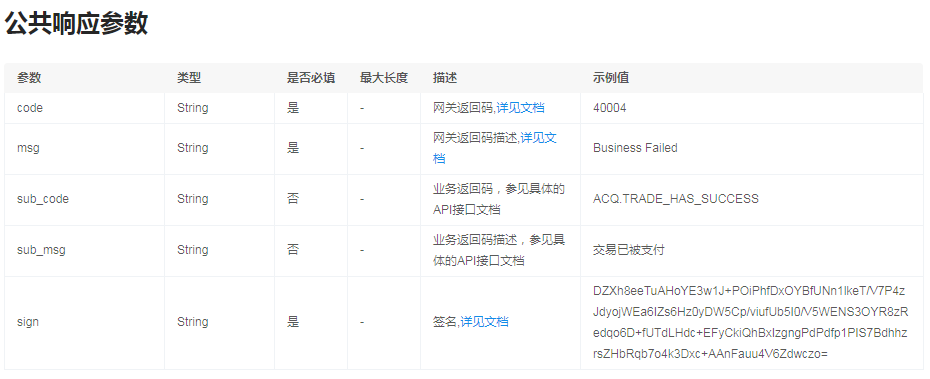 公共响应参数
参数 类型 是否必填 最大长度 描述 示例值
code String 是 - 网关返回码,详见文档 40004
msg String 是 - 网关返回码描述,详见文
档 Business Failed
sub_code String 否 - 业务返回码，参见具体的
API接口文档 ACQ.TRADE_HAS_SUCCESS
sub_msg String 否 - 业务返回码描述，参见具
体的API接口文档 交易已被支付
sign String 是 - 签名,详见文档 DZXh8eeTuAHoYE3w1J+POiPhfDxOYBfUNn1lkeT/V7P4z
JdyojWEa6IZs6Hz0yDW5Cp/viufUb5I0/V5WENS3OYR8zR
edqo6D+fUTdLHdc+EFyCkiQhBxIzgngPdPdfp1PIS7Bdhhz
rsZHbRqb7o4k3Dxc+AAnFauu4V6Zdwczo=